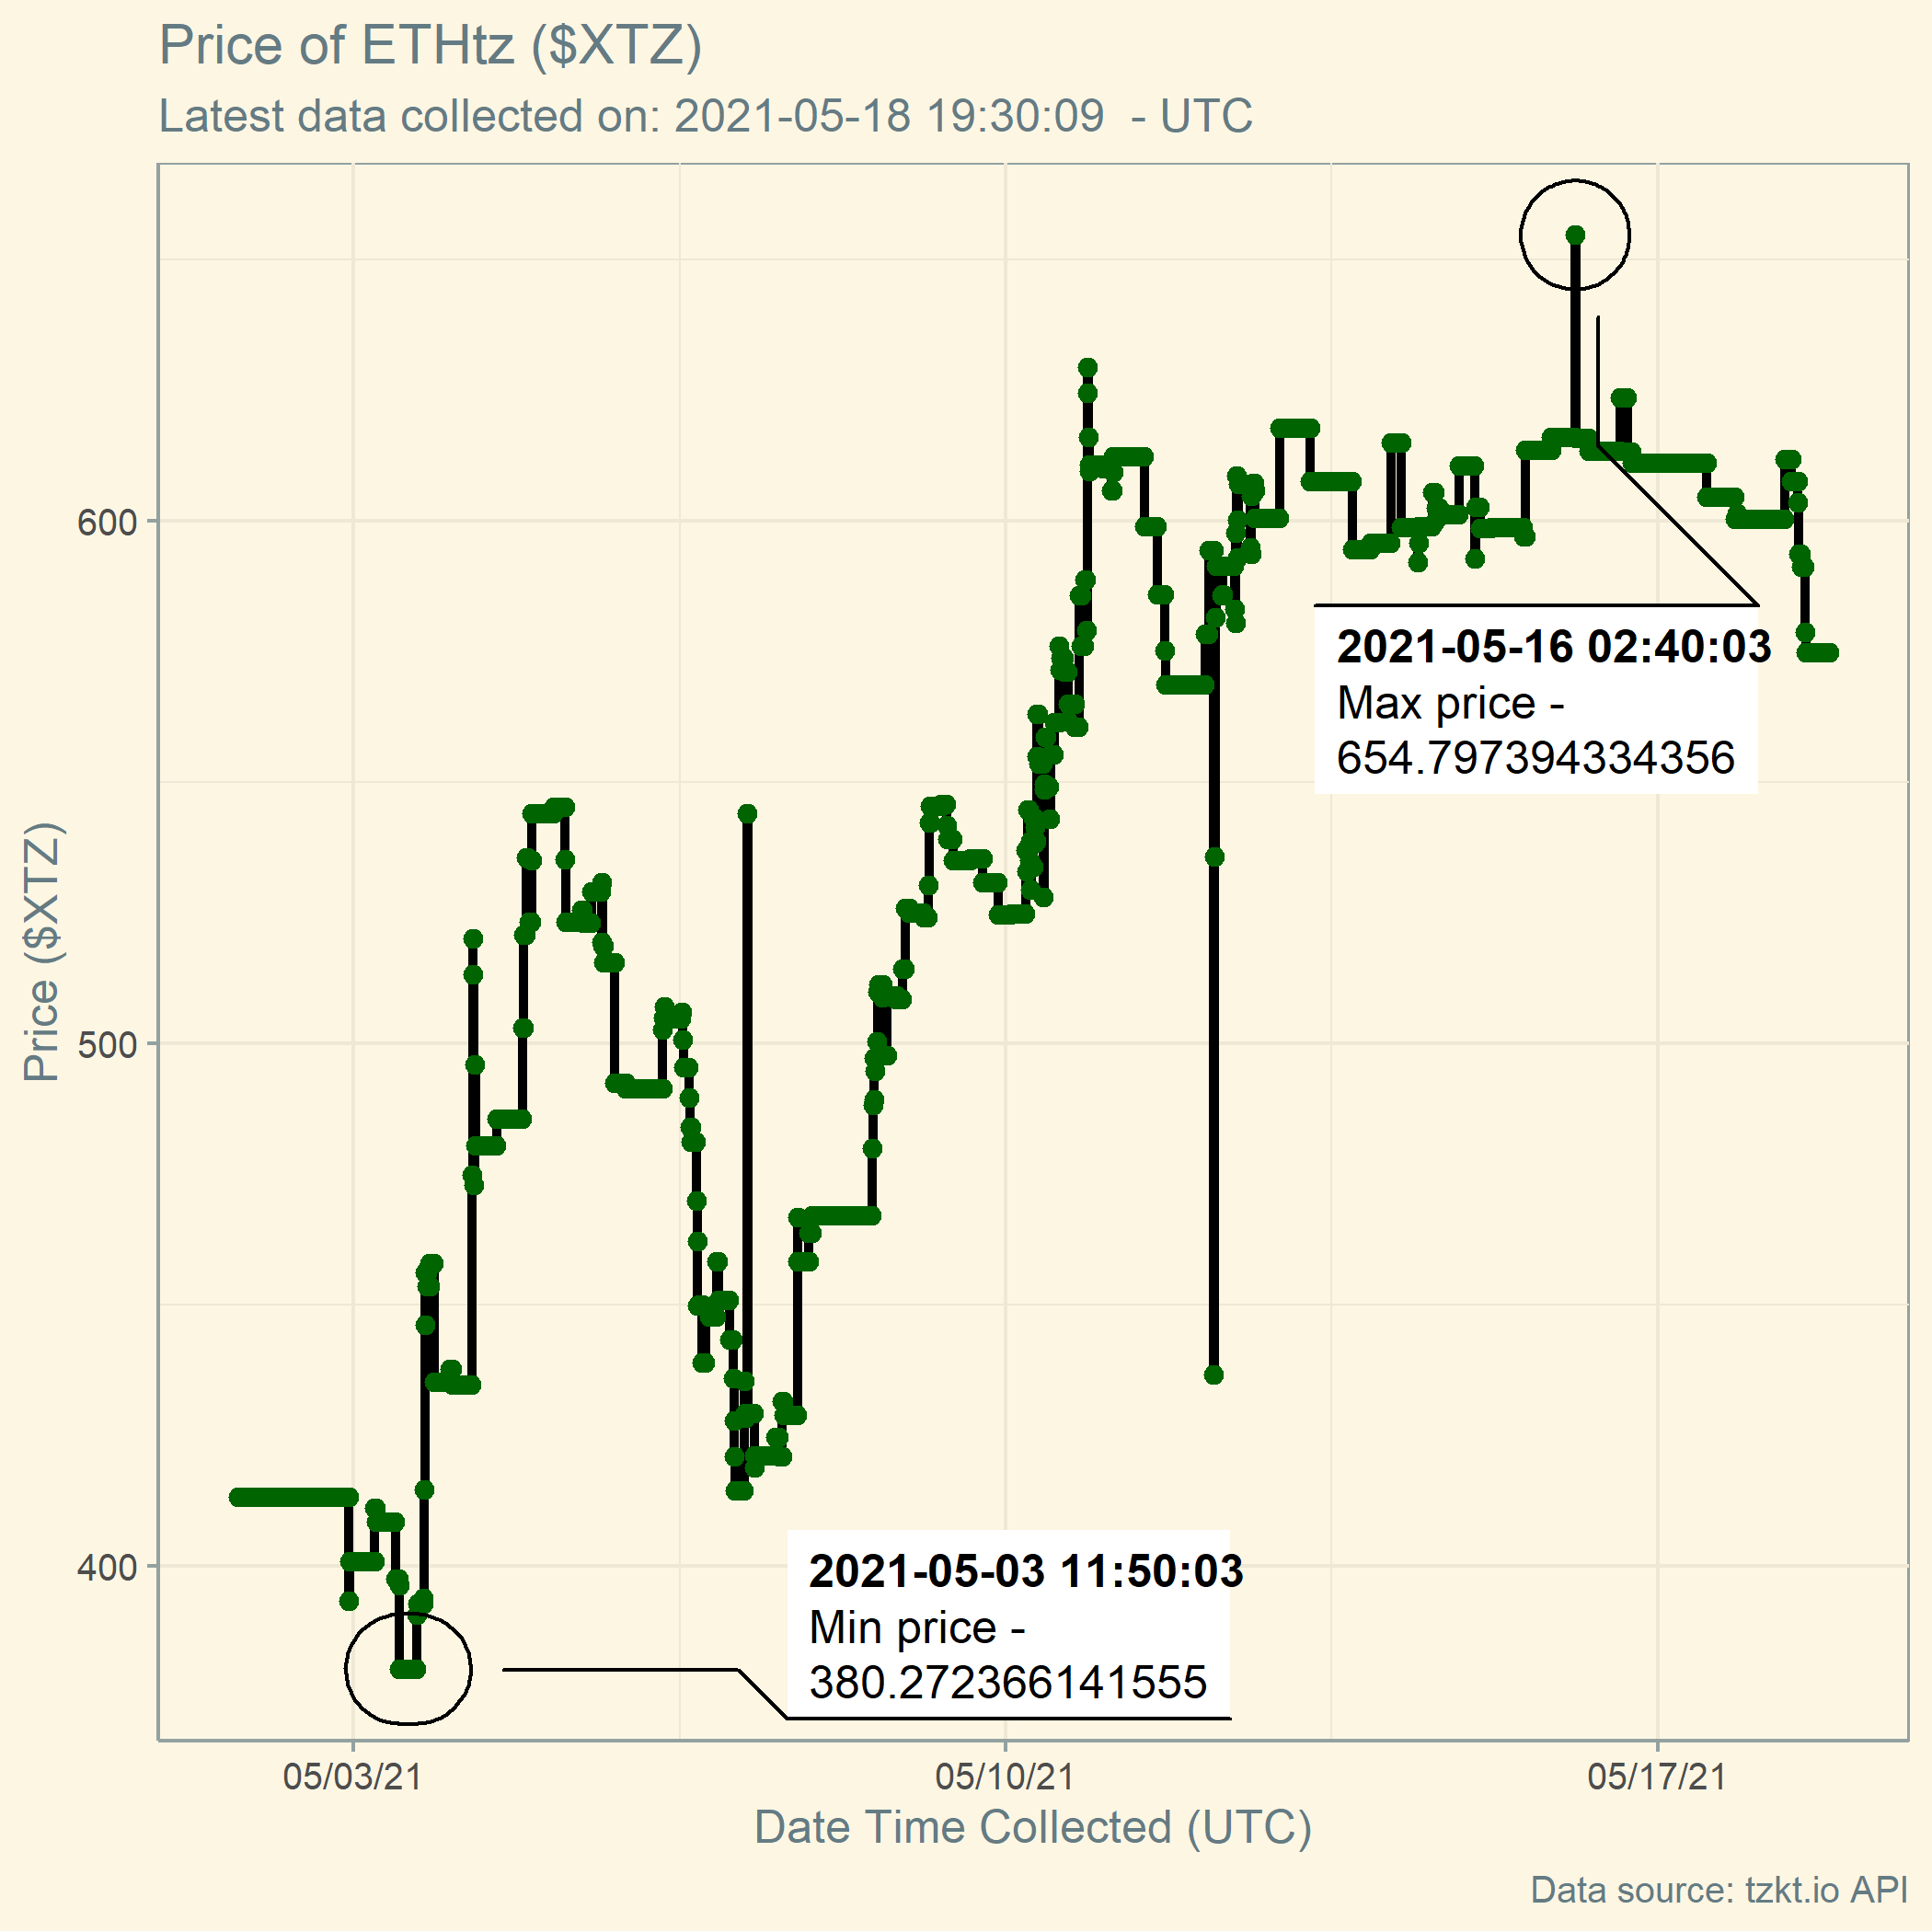 Price of ETHtz ($XTZ)
Latest data collected on: 2021-05-18 19:30:09  - UTC
Price ($XTZ)
600
500
400
2021-05-16 02:40:03
Max price -
654.797394334356
2021-05-03 11:50:03
Min price -
380.272366141555
05/03/21
05/10/21
05/17/21
Date Time Collected (UTC)
Data source: tzkt.io API